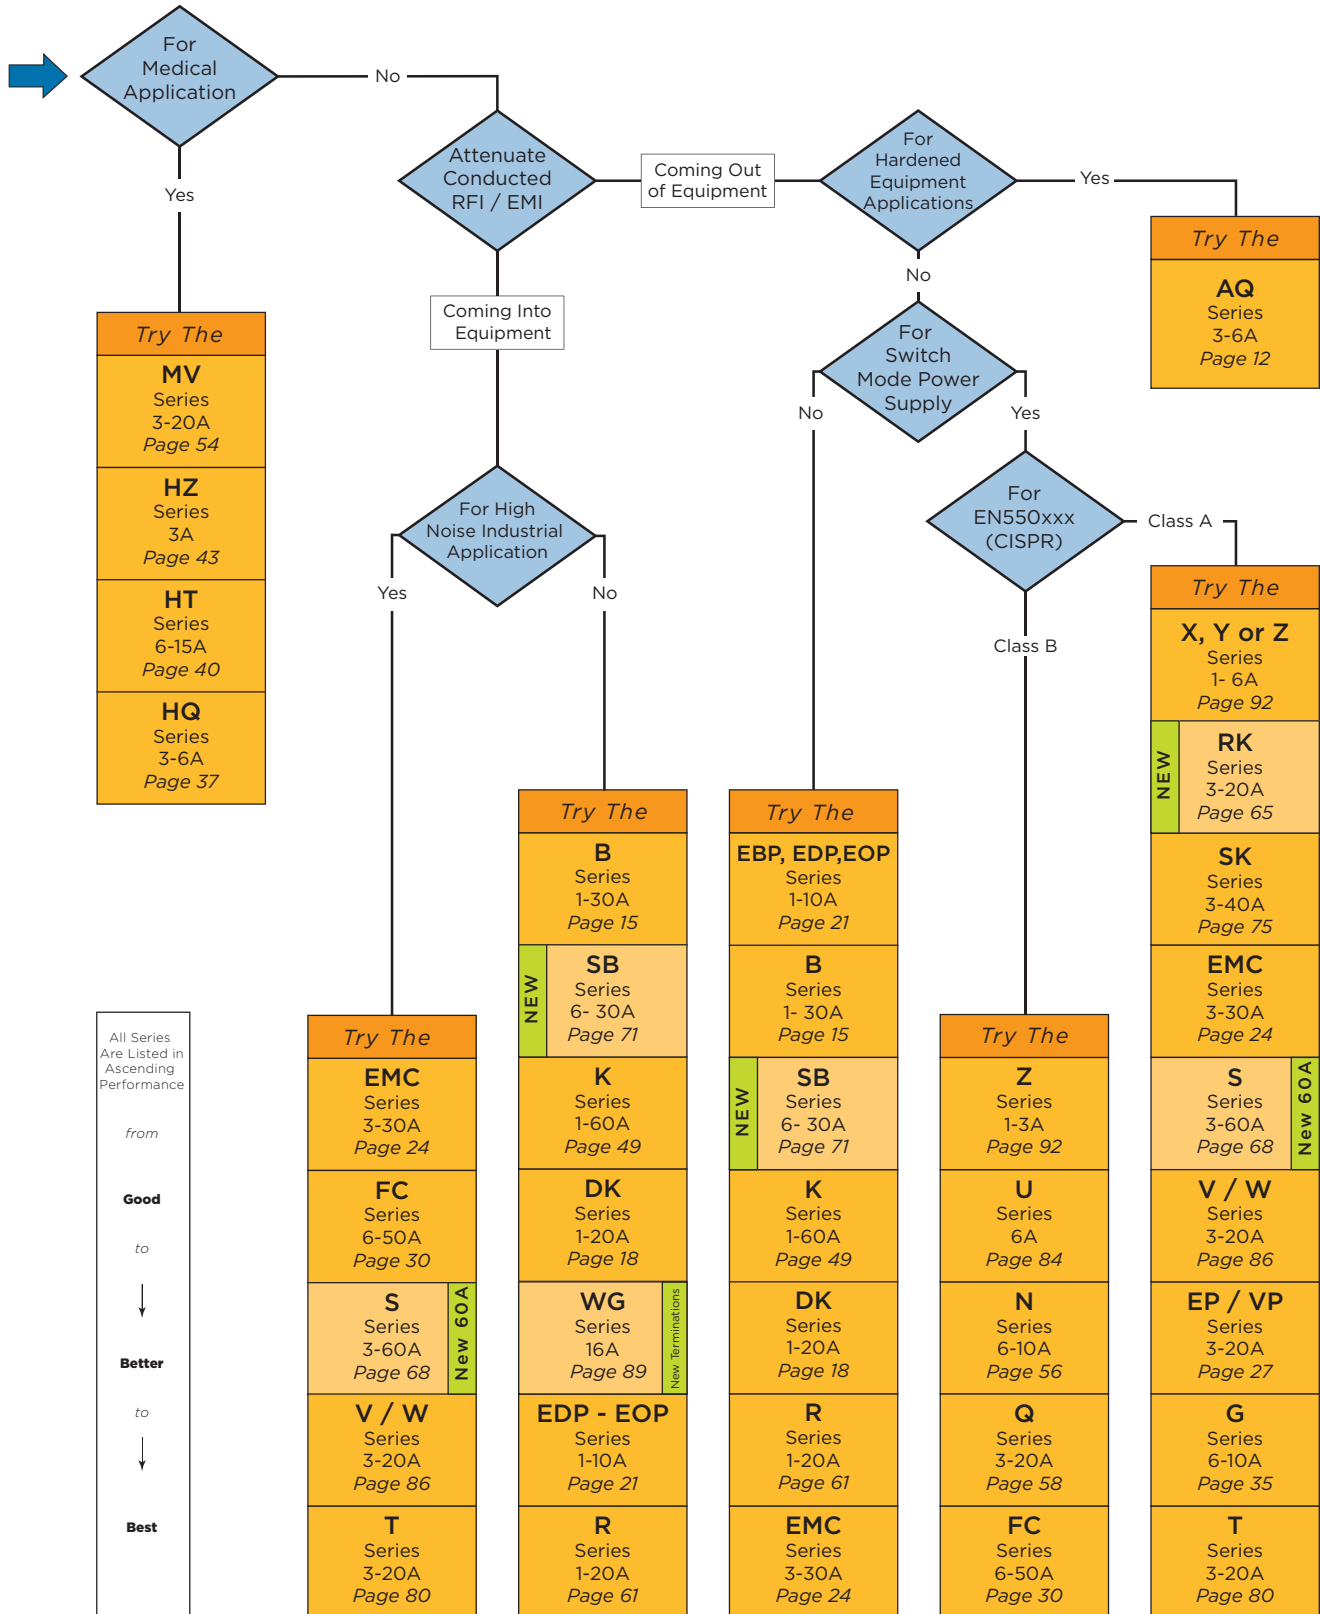 For
Medical
Application
No
Yes
Attenuate
Conducted
RFI / EMI
Coming Out
of Equipment
For
Hardened
Equipment
Applications
Yes
No
Coming Into
Equipment
For
Switch
Mode Power
Supply
No
Yes
For High
Noise Industrial
Application
Yes
No
For
EN550xxx
(CISPR)
Class A
Class B
Try The
AQ
Series
3-6A
Page 12
Try The
MV
Series
3-20A
Page 54
HZ
Series
3A
Page 43
HT
Series
6-15A
Page 40
HQ
Series
3-6A
Page 37
All Series
Are Listed in
Ascending
Performance
from
Good
to
Better
to
Best
Try The
EMC
Series
3-30A
Page 24
FC
Series
6-50A
Page 30
S
Series
3-60A
Page 68
New 60A
V / W
Series
3-20A
Page 86
T
Series
3-20A
Page 80
Try The
B
Series
1-30A
Page 15
NEW
SB
Series
6- 30A
Page 71
K
Series
1-60A
Page 49
DK
Series
1-20A
Page 18
WG
Series
16A
Page 89
New Terminations
EDP - EOP
Series
1-10A
Page 21
R
Series
1-20A
Page 61
Try The
EBP, EDP,EOP
Series
1-10A
Page 21
B
Series
1- 30A
Page 15
NEW
SB
Series
6- 30A
Page 71
K
Series
1-60A
Page 49
DK
Series
1-20A
Page 18
R
Series
1-20A
Page 61
EMC
Series
3-30A
Page 24
Try The
Z
Series
1-3A
Page 92
U
Series
6A
Page 84
N
Series
6-10A
Page 56
Q
Series
3-20A
Page 58
FC
Series
6-50A
Page 30
Try The
X, Y or Z
Series
1- 6A
Page 92
NEW
RK
Series
3-20A
Page 65
SK
Series
3-40A
Page 75
EMC
Series
3-30A
Page 24
S
Series
3-60A
Page 68
New 60A
V / W
Series
3-20A
Page 86
EP / VP
Series
3-20A
Page 27
G
Series
6-10A
Page 35
T
Series
3-20A
Page 80